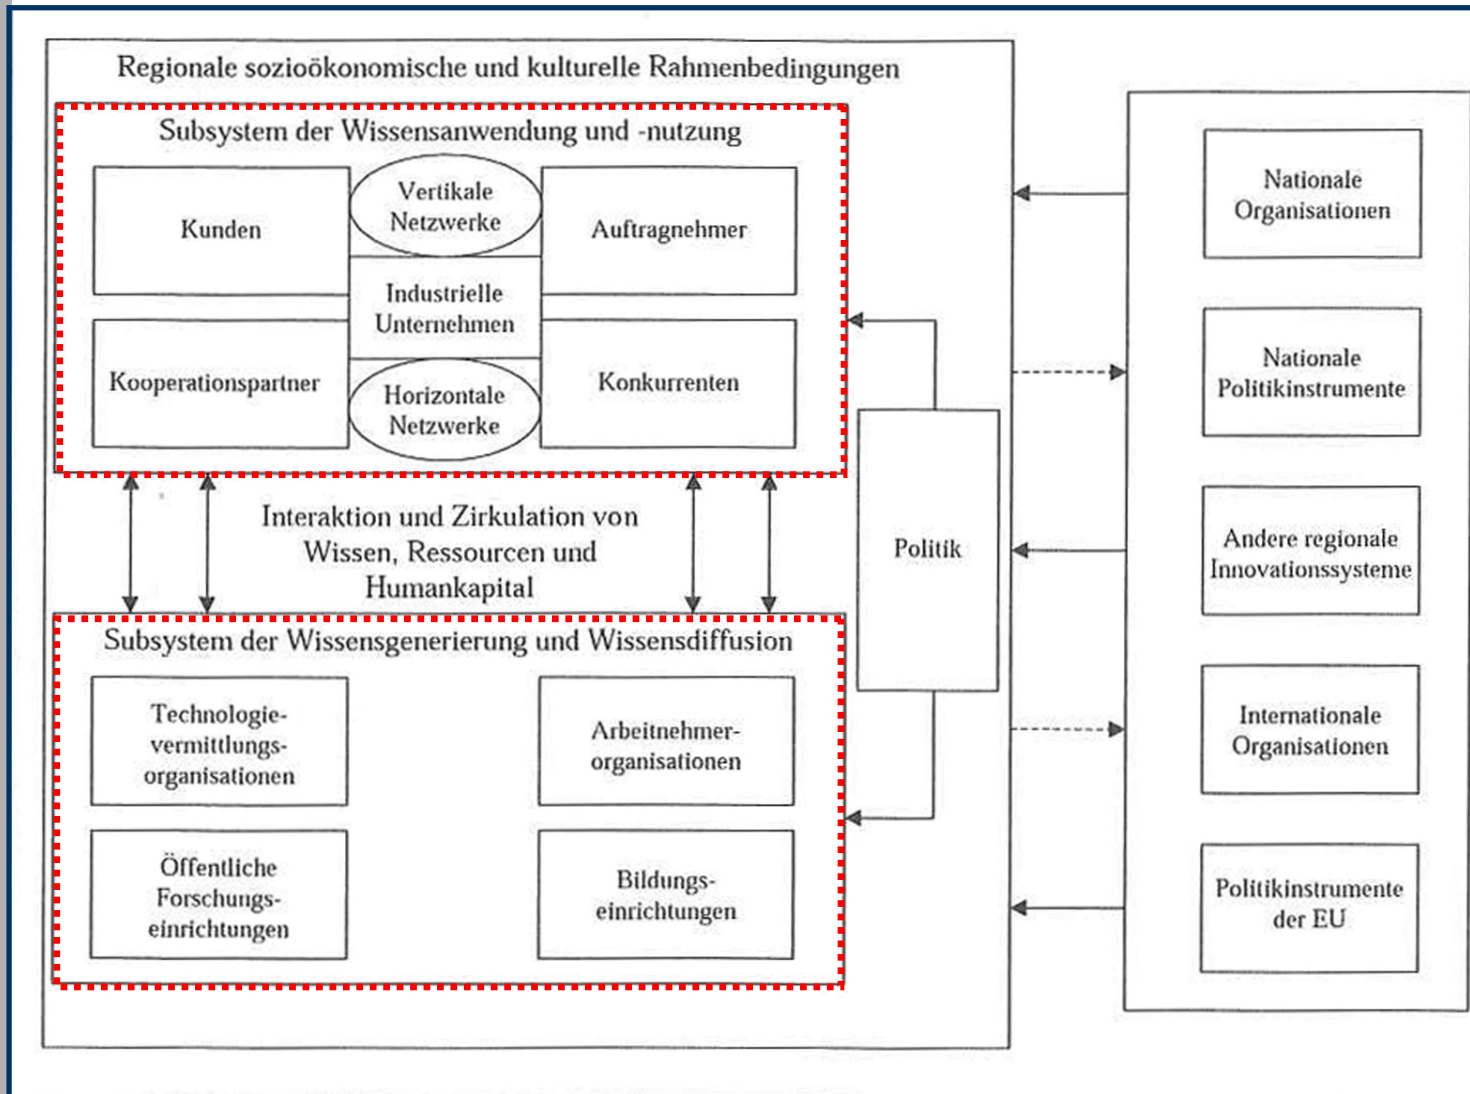 Regionale sozioökonomische und kulturelle Rahmenbedingungen
Subsystem der Wissensanwendung und -nutzung
Kunden
Vertikale
Netzwerke
Auftragnehmer
Industrielle
Unternehmen
Kooperationspartner
Horizontale
Netzwerke
Konkurrenten
Interaktion und Zirkulation von
Wissen, Ressourcen und
Humankapital
Politik
Subsystem der Wissensgenerierung und Wissensdiffusion
Technologie-
vermittlungs-
organisationen
Arbeitnehmer-
organisationen
Öffentliche
Forschungs-
einrichtungen
Bildungs-
einrichtungen
Nationale
Organisationen
Nationale
Politikinstrumente
Andere regionale
Innovationssysteme
Internationale
Organisationen
Politikinstrumente
der EU